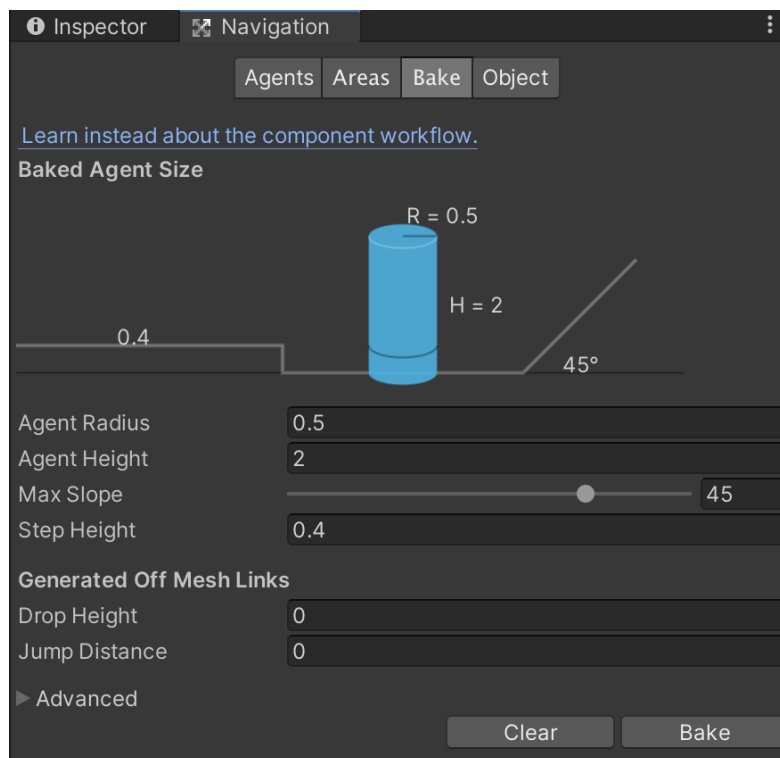 Inspector Navigation
Agents Areas Bake Object
Learn instead about the component workflow.
Baked Agent Size
R = 0.5
H = 2
0.4
45°
Agent Radius 0.5
Agent Height 2
Max Slope 45
Step Height 0.4
Generated Off Mesh Links
Drop Height 0
Jump Distance 0
Advanced
Clear Bake